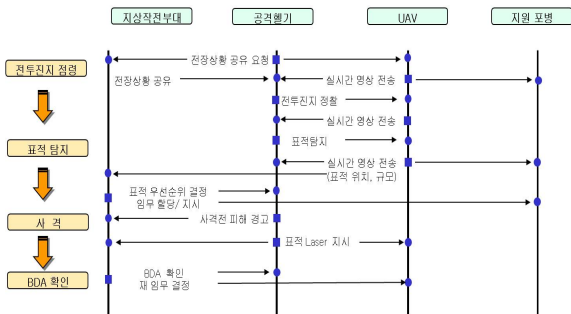 지상작전부대 공격헬기 UAV 지원 포병
전장상황 공유 요청
전투진지 점령
전장상황 공유 실시간 영상 전송
전투진지 정찰
실시간 영상 전송
표적탐지
표적 탐지
실시간 영상 전송
(표적 위치, 규모)
표적 우선순위 결정
임무 할당/ 지시
사 격
사격전 피해 경고
표적 Laser 지시
BDA 확인
BDA 확인
재 임무 결정